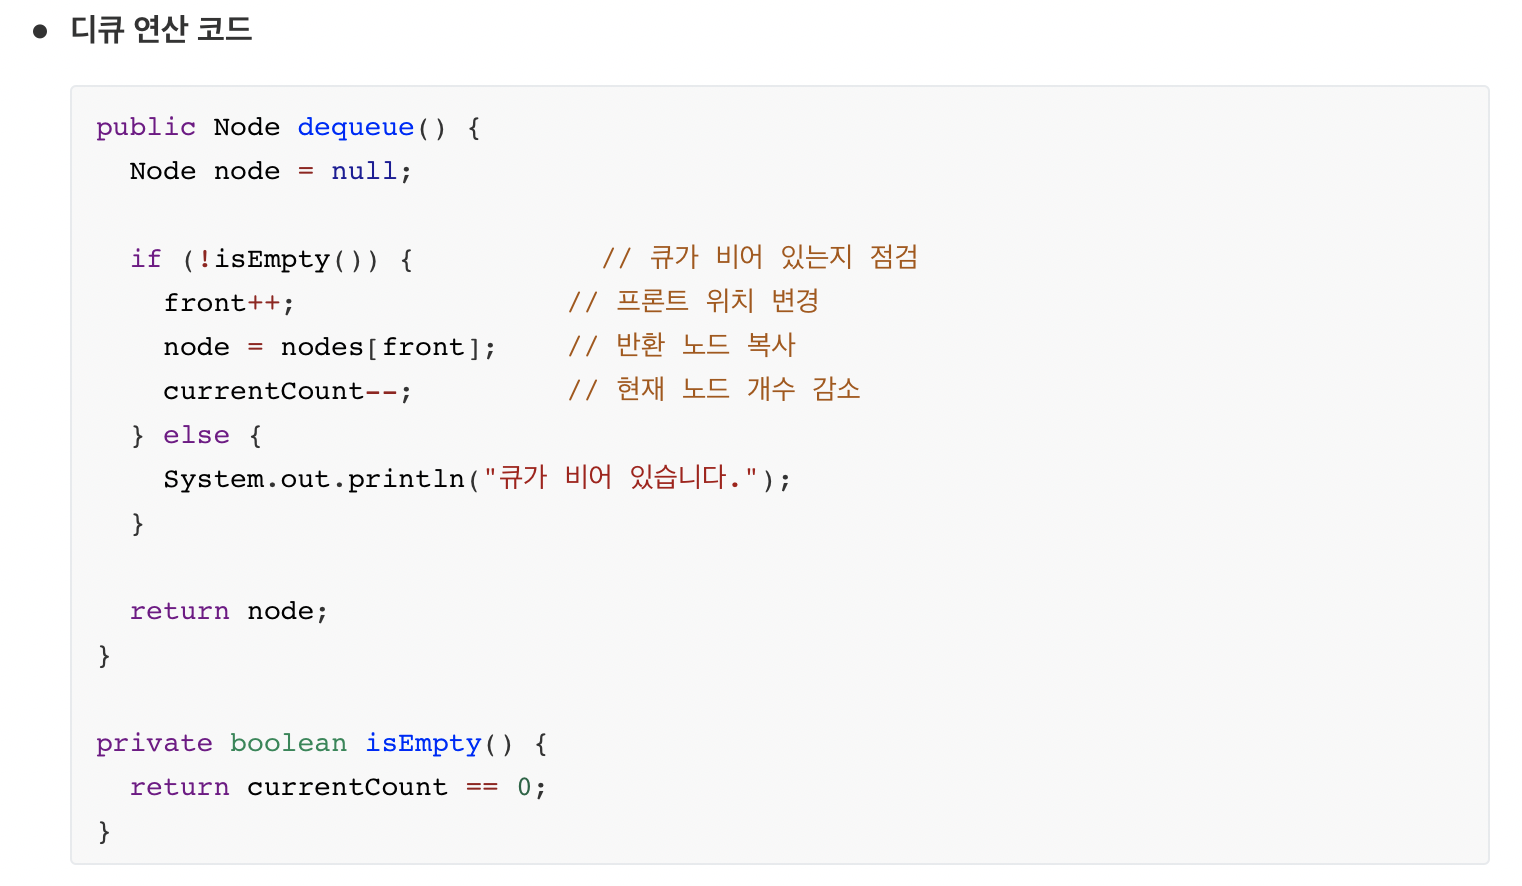 ● 디큐 연산 코드
public Node dequeue() {
  Node node = null;
  if (!isEmpty()) {           // 큐가 비어 있는지 점검
    front++;                // 프론트 위치 변경
    node = nodes[front];    // 반환 노드 복사
    currentCount--;         // 현재 노드 개수 감소
  } else {
    System.out.println("큐가 비어 있습니다.");
  }
  return node;
}
private boolean isEmpty() {
  return currentCount == 0;
}